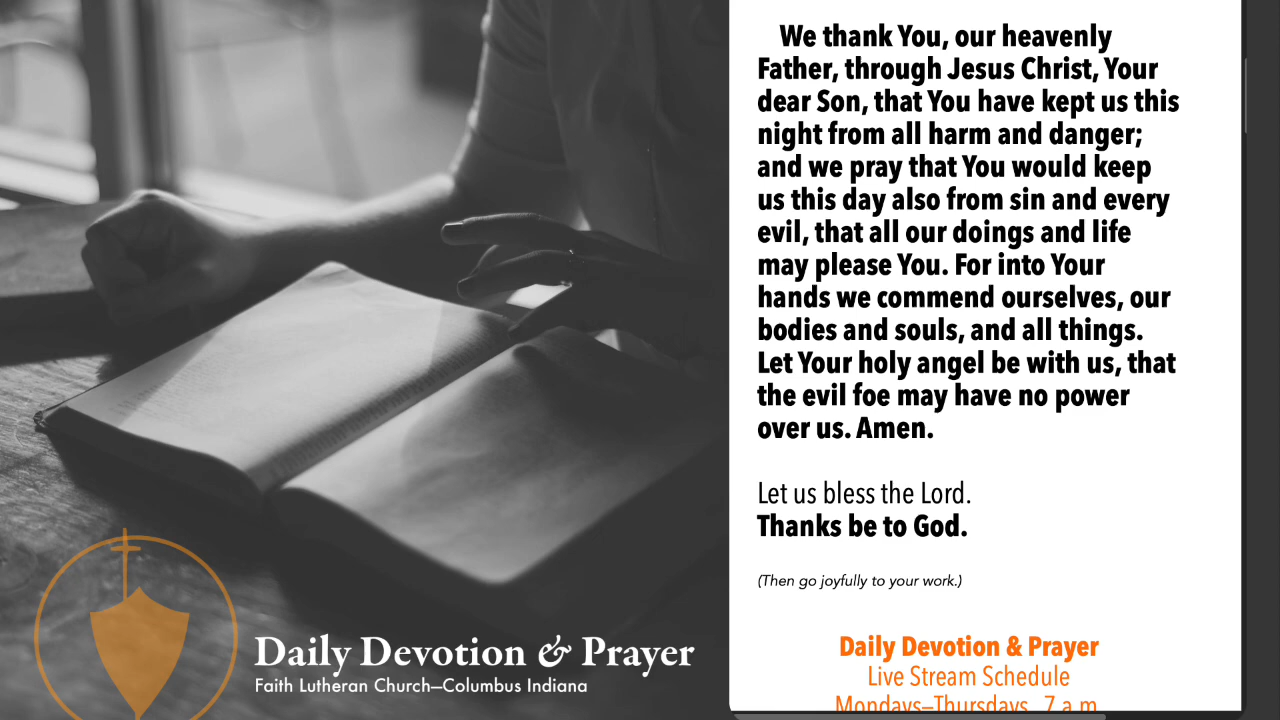 We thank You, our heavenly
Father, through Jesus Christ, Your
dear Son, that You have kept us this
night from all harm and danger;
and we pray that You would keep
us this day also from sin and every
evil, that all our doings and life
may please You. For into Your
hands we commend ourselves, our
bodies and souls, and all things.
Let Your holy angel be with us, that
the evil foe may have no power
over us. Amen.
Let us bless the Lord.
Thanks be to God.
(Then go joyfully to your work.)
Daily Devotion & Prayer
Live Stream Schedule
Mondays–Thursdays 7 a.m.
Daily Devotion & Prayer
Faith Lutheran Church—Columbus Indiana